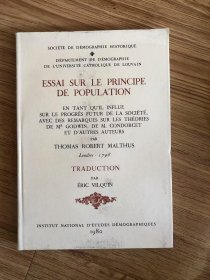 SOCIÉTÉ DE DÉMOGRAPHIE HISTORIQUE
DÉPARTEMENT DE DÉMOGRAPHIE
DE L'UNIVERSITÉ CATHOLIQUE DE LOUVAIN
ESSAI SUR LE PRINCIPE
DE POPULATION
EN TANT QU'IL INFLUE
SUR LE PROGRÈS FUTUR DE LA SOCIÉTÉ,
AVEC DES REMARQUES SUR LES THÉORIES
DE Mr GODWIN, DE M. CONDORCET
ET D'AUTRES AUTEURS
PAR
THOMAS ROBERT MALTHUS
Londres - 1798
TRADUCTION
PAR
ÉRIC VILQUIN
INSTITUT NATIONAL D'ÉTUDES DÉMOGRAPHIQUES
1980